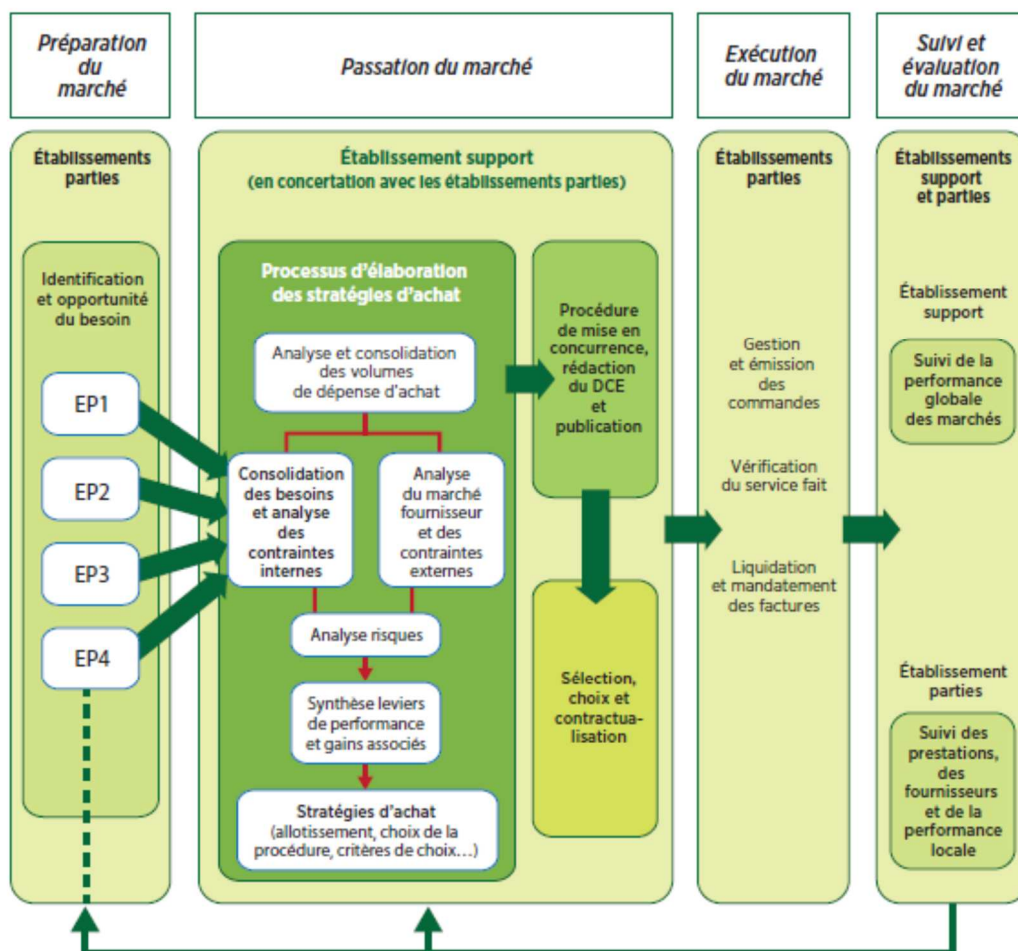 Préparation
du
marché
Passation du marché
Exécution
du marché
Suivi et
évaluation
du marché
Établissements
parties
Identification
et opportunité
du besoin
EP1
EP2
EP3
EP4
Établissement support
(en concertation avec les établissements parties)
Processus d'élaboration
des stratégies d'achat
Analyse et consolidation
des volumes
de dépense d'achat
Consolidation
des besoins
et analyse
des
contraintes
internes
Analyse
du marché
fournisseur
et des
contraintes
externes
Analyse risques
Synthèse leviers
de performance
et gains associés
Stratégies d'achat
(allotissement, choix de la
procédure, critères de choix...)
Procédure
de mise en
concurrence,
rédaction
du DCE
et
publication
Sélection,
choix et
contractua-
lisation
Établissements
parties
Gestion
et émission
des
commandes
Vérification
du service fait
Liquidation
et mandatement
des factures
Établissements
support
et parties
Établissement
support
Suivi de la
performance
globale
des marchés
Établissement
parties
Suivi des
prestations,
des
fournisseurs
et de la
performance
locale